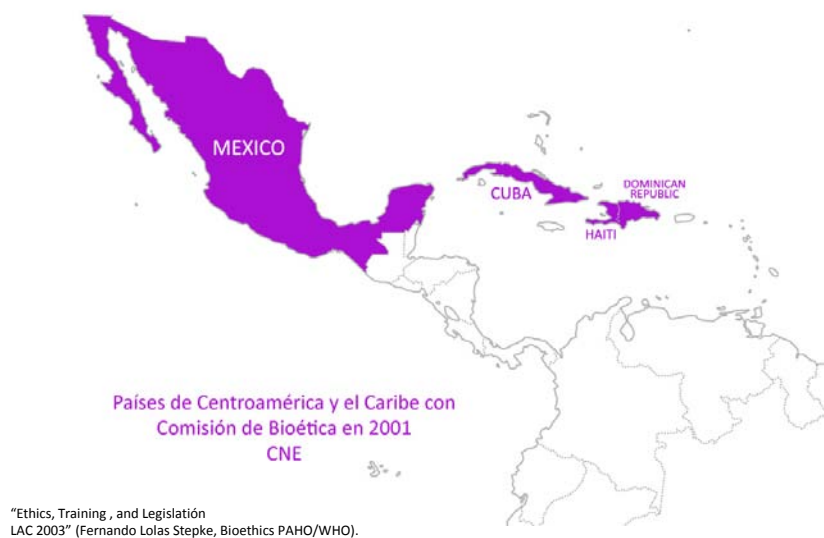 MEXICO
CUBA
DOMINICAN
REPUBLIC
HAITI
Países de Centroamérica y el Caribe con
Comisión de Bioética en 2001
CNE
“Ethics, Training , and Legislatión
LAC 2003” (Fernando Lolas Stepke, Bioethics PAHO/WHO).